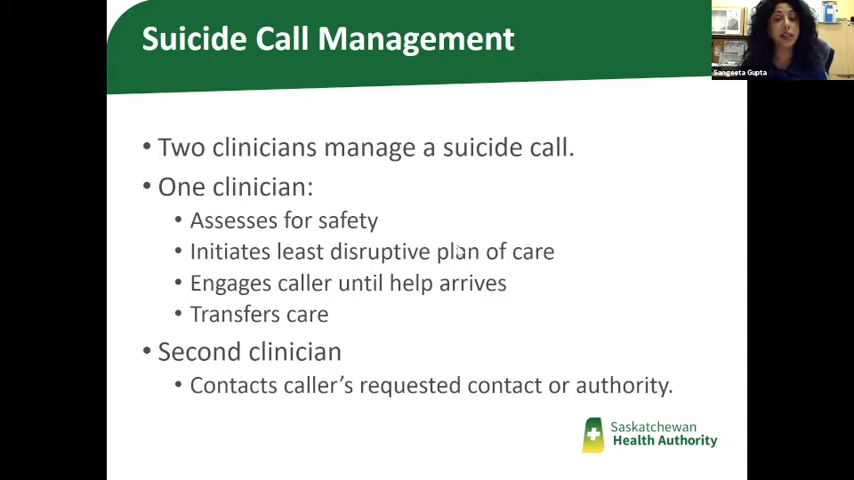 Suicide Call Management
Sangeeta Gupta
• Two clinicians manage a suicide call.
• One clinician:
• Assesses for safety
• Initiates least disruptive plan of care
• Engages caller until help arrives
• Transfers care
• Second clinician
• Contacts caller’s requested contact or authority.
Saskatchewan
Health Authority